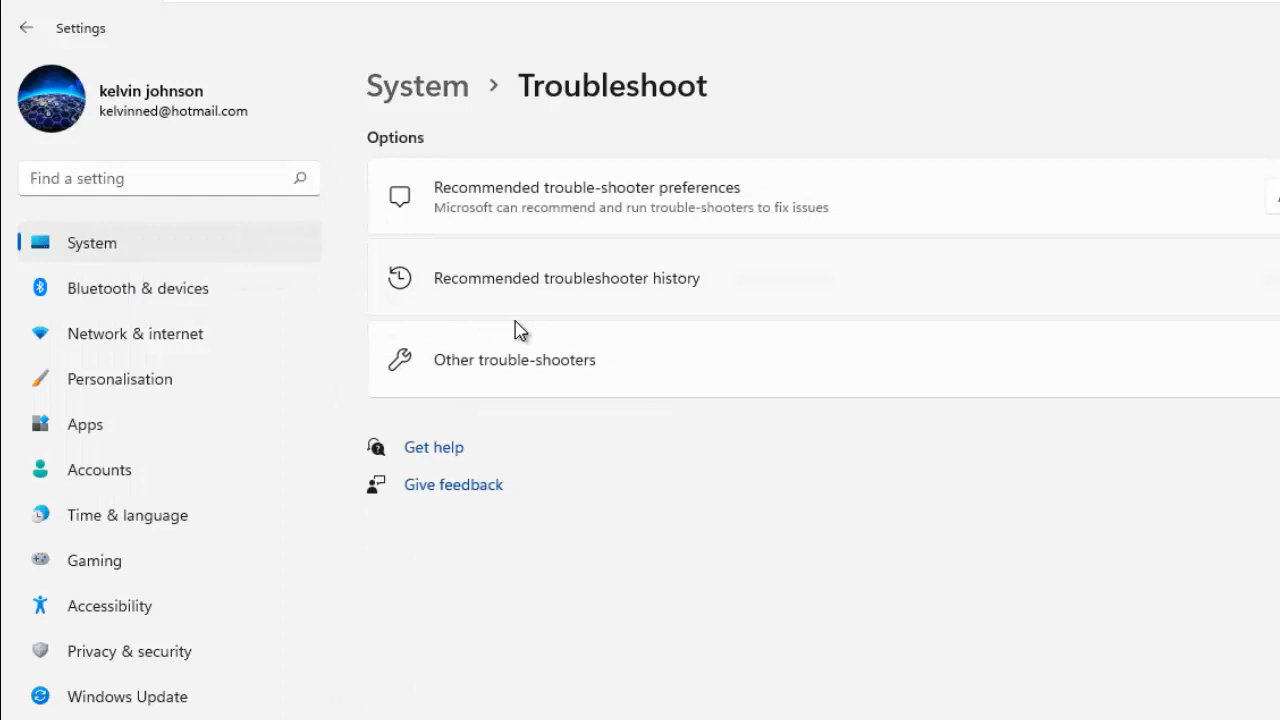 Settings
kelvin johnson
kelvinned@hotmail.com
Find a setting
System
Bluetooth & devices
Network & internet
Personalisation
Apps
Accounts
Time & language
Gaming
Accessibility
Privacy & security
Windows Update
System > Troubleshoot
Options
Recommended trouble-shooter preferences
Microsoft can recommend and run trouble-shooters to fix issues
Recommended troubleshooter history
Other trouble-shooters
Get help
Give feedback